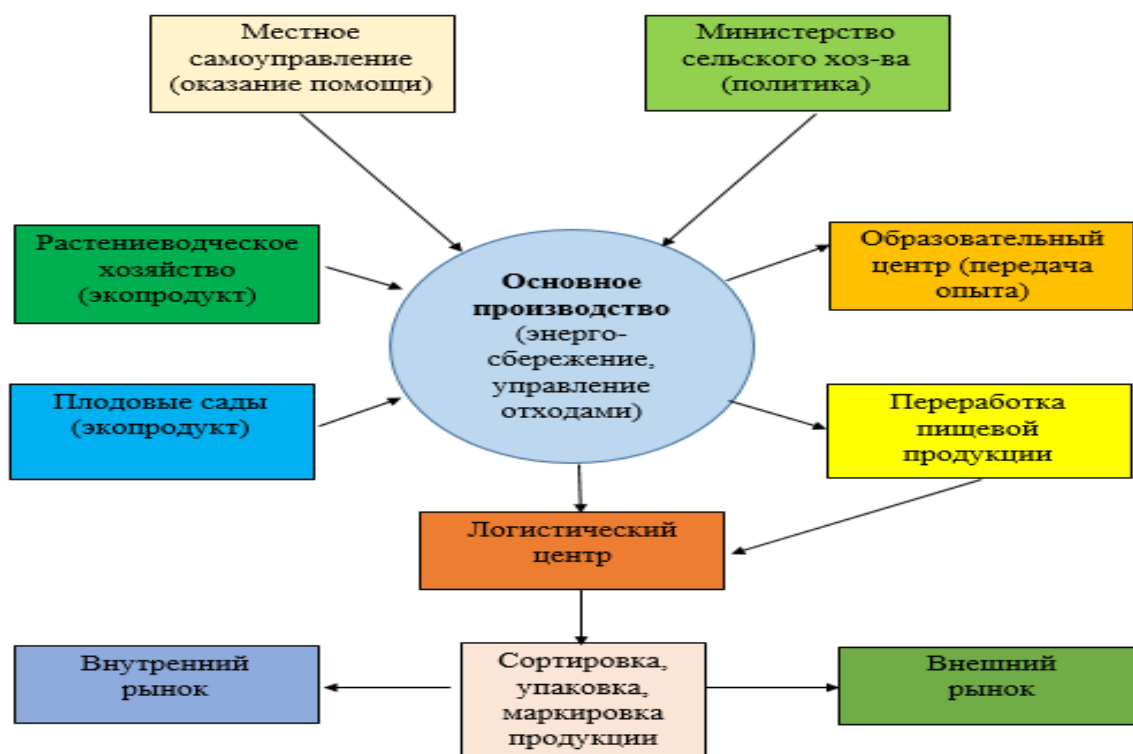 Местное
самоуправление
(оказание помощи)
Министерство
сельского хоз-ва
(политика)
Растениеводческое
хозяйство
(экопродукт)
Основное
производство
(энерго-
сбережение,
управление
отходами)
Образовательный
центр (передача
опыта)
Плодовые сады
(экопродукт)
Переработка
пищевой
продукции
Логистический
центр
Внутренний
рынок
Сортировка,
упаковка,
маркировка
продукции
Внешний
рынок